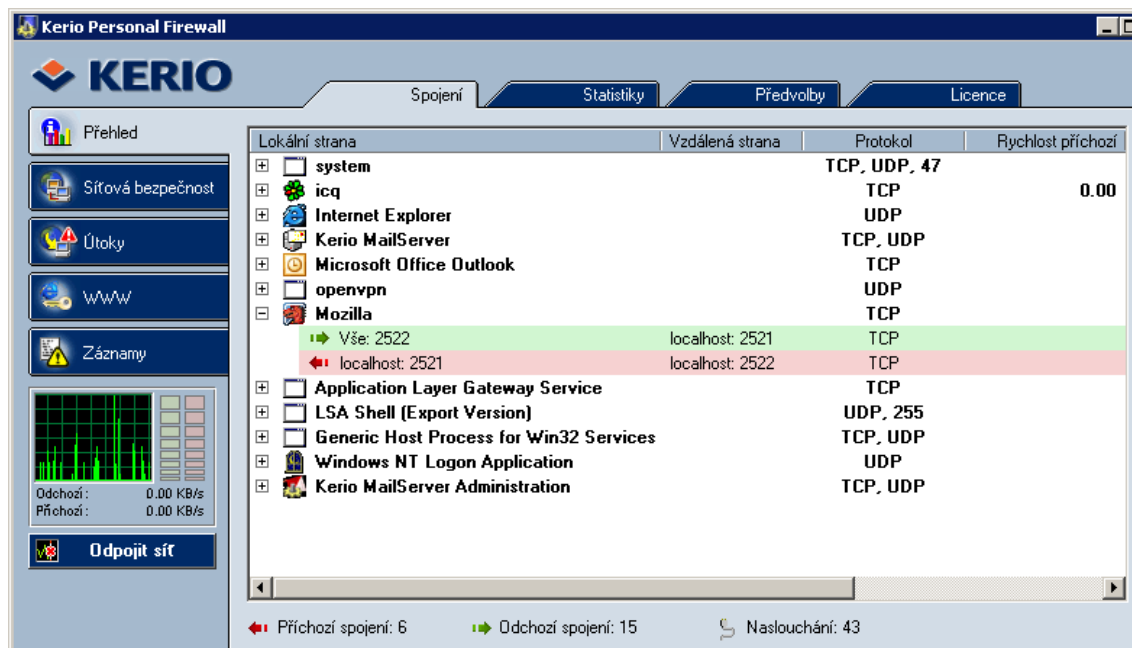 Kerio Personal Firewall
KERIO
Spojení Statistiky Předvolby Licence
Přehled
Síťová bezpečnost
Útoky
WWW
Záznamy
Odchozí: 0.00 KB/s
Příchozí: 0.00 KB/s
Odpojit síť
Lokální strana Vzdálená strana Protokol Rychlost příchozí
system TCP, UDP, 47
icq TCP 0.00
Internet Explorer UDP
Kerio MailServer TCP, UDP
Microsoft Office Outlook TCP
openvpn UDP
Mozilla TCP
Vše: 2522 localhost: 2521 TCP
localhost: 2521 localhost: 2522 TCP
Application Layer Gateway Service TCP
LSA Shell (Export Version) UDP, 255
Generic Host Process for Win32 Services TCP, UDP
Windows NT Logon Application UDP
Kerio MailServer Administration TCP, UDP
Příchozí spojení: 6 Odchozí spojení: 15 Naslouchání: 43